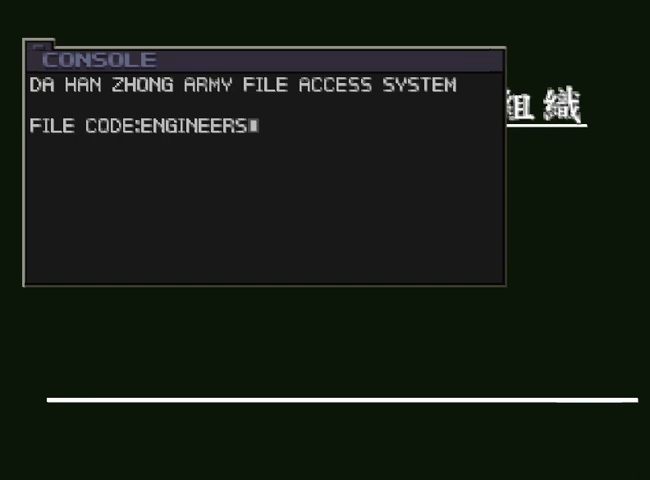 CONSOLE
DA HAN ZHONG ARMY FILE ACCESS SYSTEM
組織
FILE CODE:ENGINEERS